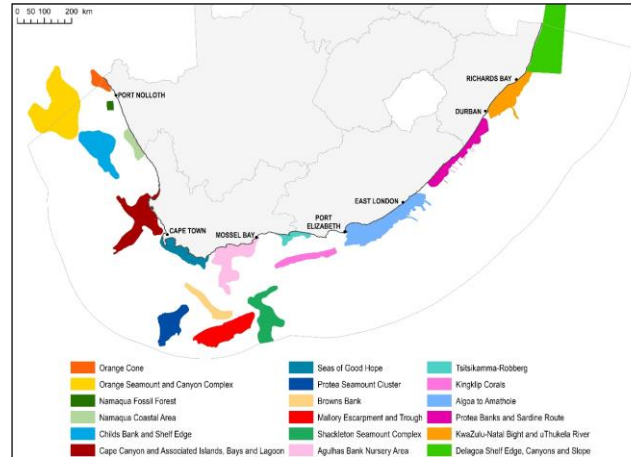 0 50 100 200
km
RICHARDS BAY
PORT NOLLOTH
DURBAN
EAST LONDON
PORT
ELIZABETH
CAPE TOWN
MOSSEL BAY
Orange Cone
Orange Seamount and Canyon Complex
Namaqua Fossil Forest
Namaqua Coastal Area
Childs Bank and Shelf Edge
Cape Canyon and Associated Islands, Bays and Lagoon
Seas of Good Hope
Protea Seamount Cluster
Browns Bank
Mallory Escarpment and Trough
Shackleton Seamount Complex
Agulhas Bank Nursery Area
Tsitsikamma-Robberg
Kingklip Corals
Algoa to Amathole
Protea Banks and Sardine Route
KwaZulu-Natal Bight and uThukela River
Delagoa Shelf Edge, Canyons and Slope